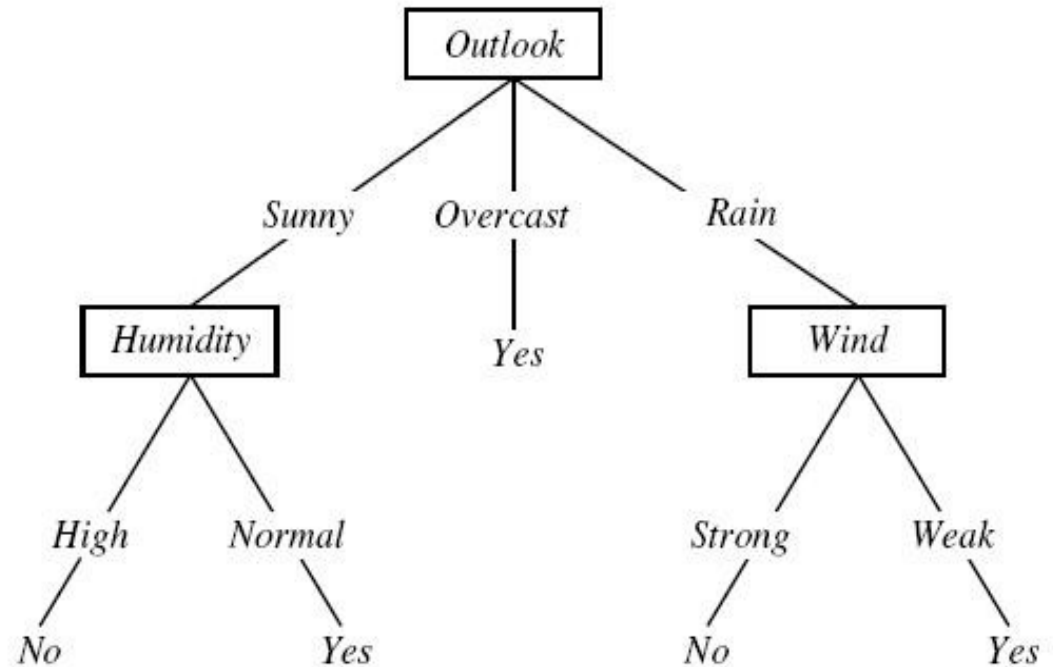 Outlook
Sunny Overcast Rain
Humidity Yes Wind
High Normal Strong Weak
No Yes No Yes